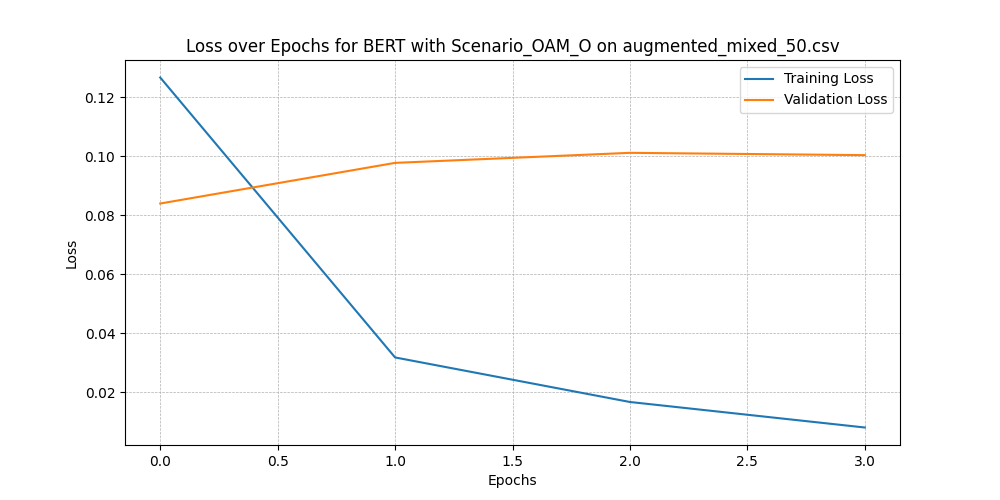 Loss over Epochs for BERT with Scenario_OAM_O on augmented_mixed_50.csv
Training Loss
Validation Loss
0.12
0.10
0.08
0.06
0.04
0.02
Loss
0.0 0.5 1.0 1.5 2.0 2.5 3.0
Epochs